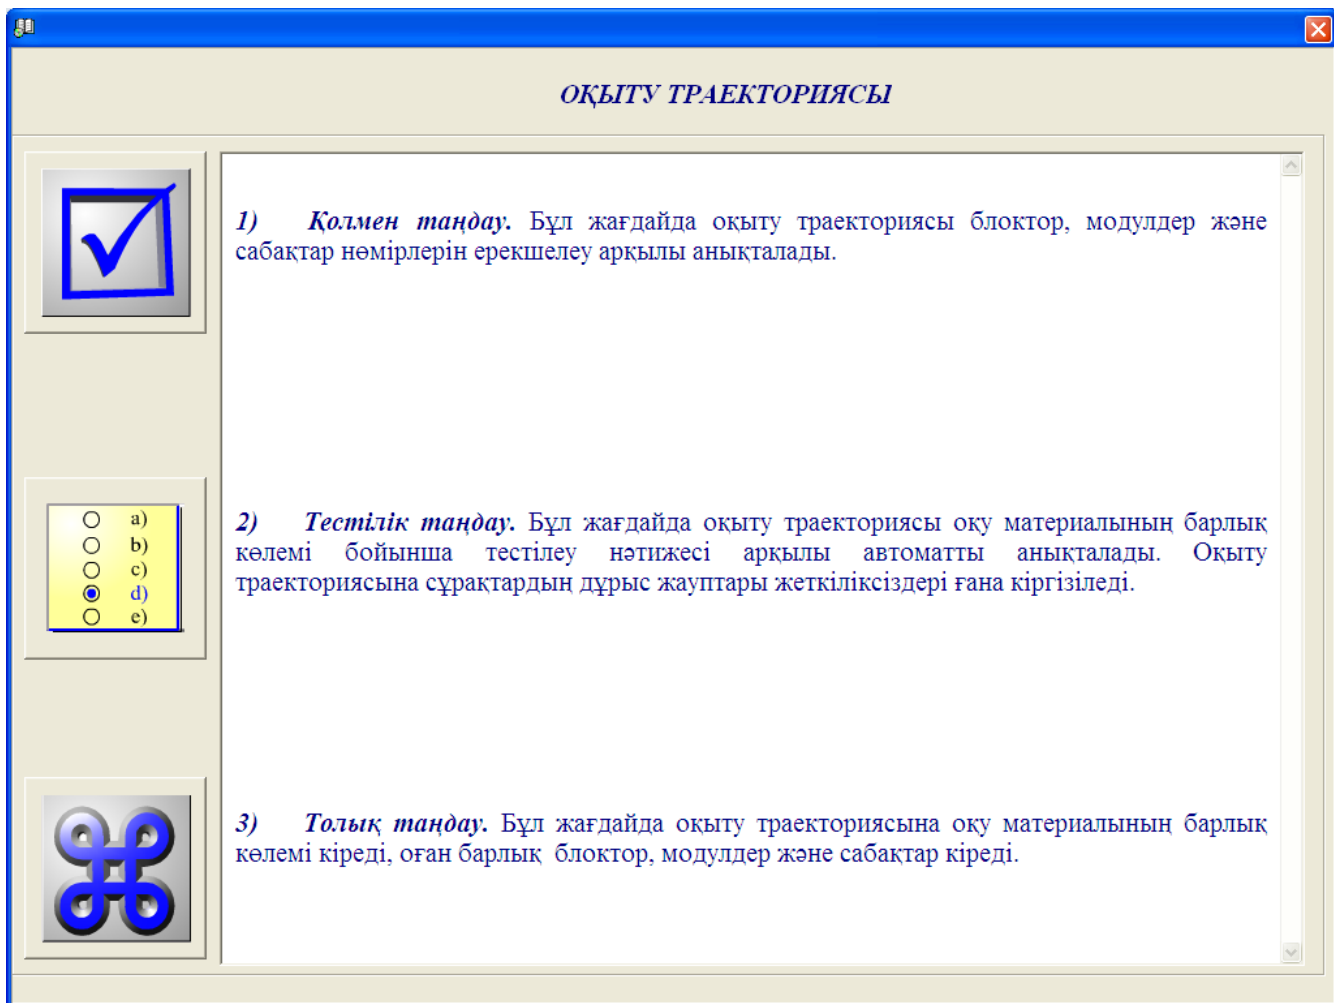 ОҚЫТУ ТРАЕКТОРИЯСЫ
1) Қолмен таңдау. Бұл жағдайда оқыту траекториясы блоктор, модулдер және
сабақтар нөмірлерін ерекшелеу арқылы анықталады.
a)
b)
c)
d)
e)
2) Тестілік таңдау. Бұл жағдайда оқыту траекториясы оқу материалының барлық
көлемі бойынша тестілеу нәтижесі арқылы автоматты анықталады. Оқыту
траекториясына сұрақтардың дұрыс жауптары жеткіліксіздері ғана кіргізіледі.
3) Толық таңдау. Бұл жағдайда оқыту траекториясына оқу материалының барлық
көлемі кіреді, оған барлық блоктор, модулдер және сабақтар кіреді.